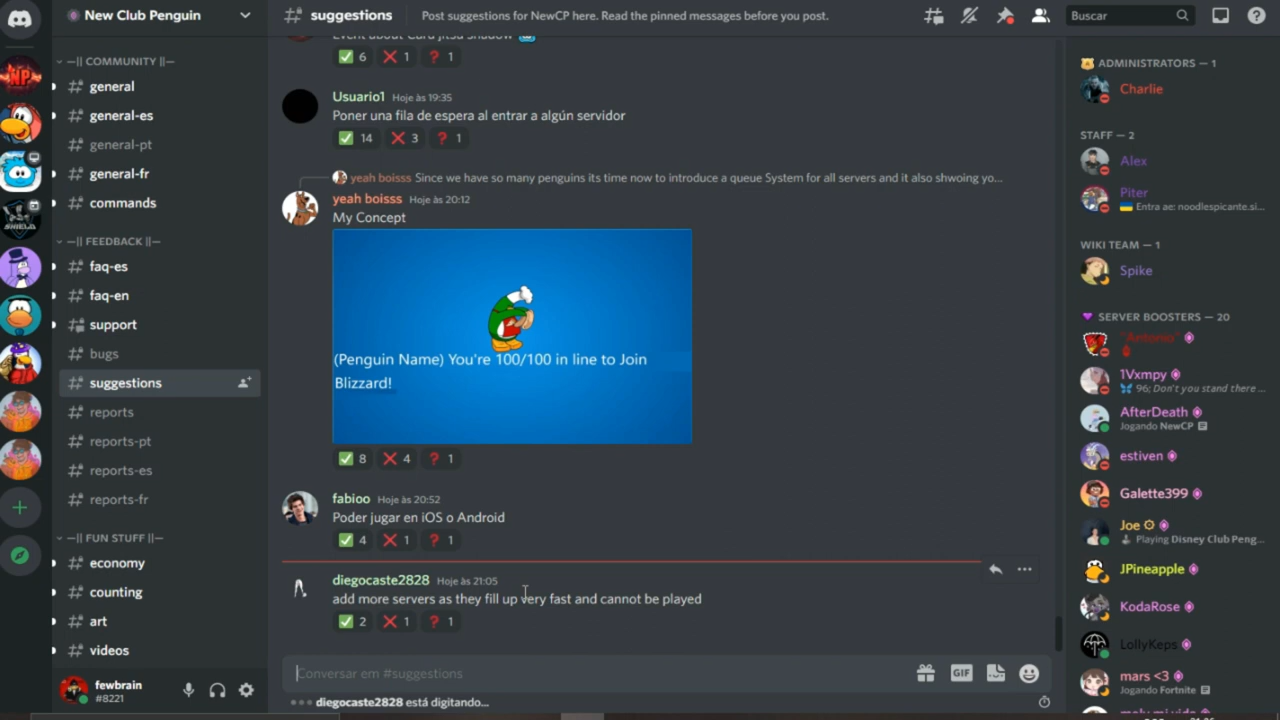 New Club Penguin
—|| COMMUNITY ||—
general
general-es
general-pt
general-fr
commands
—|| FEEDBACK ||—
faq-es
faq-en
support
bugs
suggestions
reports
reports-pt
reports-es
reports-fr
—|| FUN STUFF ||—
economy
counting
art
videos
fewbrain
#8221
suggestions
Post suggestions for NewCP here. Read the pinned messages before you post.
Buscar
Event about Card Jitsu Shadow
6 1 ? 1
Usuario1 Hoje às 19:35
Poner una fila de espera al entrar a algún servidor
14 3 ? 1
yeah boisss Since we have so many penguins its time now to introduce a queue System for all servers and it also shwoing yo...
yeah boisss Hoje às 20:12
My Concept
(Penguin Name) You're 100/100 in line to Join
Blizzard!
8 4 ? 1
fabioo Hoje às 20:52
Poder jugar en iOS o Android
4 1 ? 1
diegocaste2828 Hoje às 21:05
add more servers as they fill up very fast and cannot be played
2 1 ? 1
Conversar em #suggestions
GIF
diegocaste2828 está digitando...
ADMINISTRATORS — 1
Charlie
STAFF — 2
Alex
Piter
Entra ae: noodlespicante.si...
WIKI TEAM — 1
Spike
SERVER BOOSTERS — 20
"Antonio"
1Vxmpy
96; Don't you stand there ...
AfterDeath
Jogando NewCP
estiven
Galette399
Joe
Playing Disney Club Peng...
JPineapple
KodaRose
LollyKeps
mars <3
Jogando Fortnite
NP
SHIELD